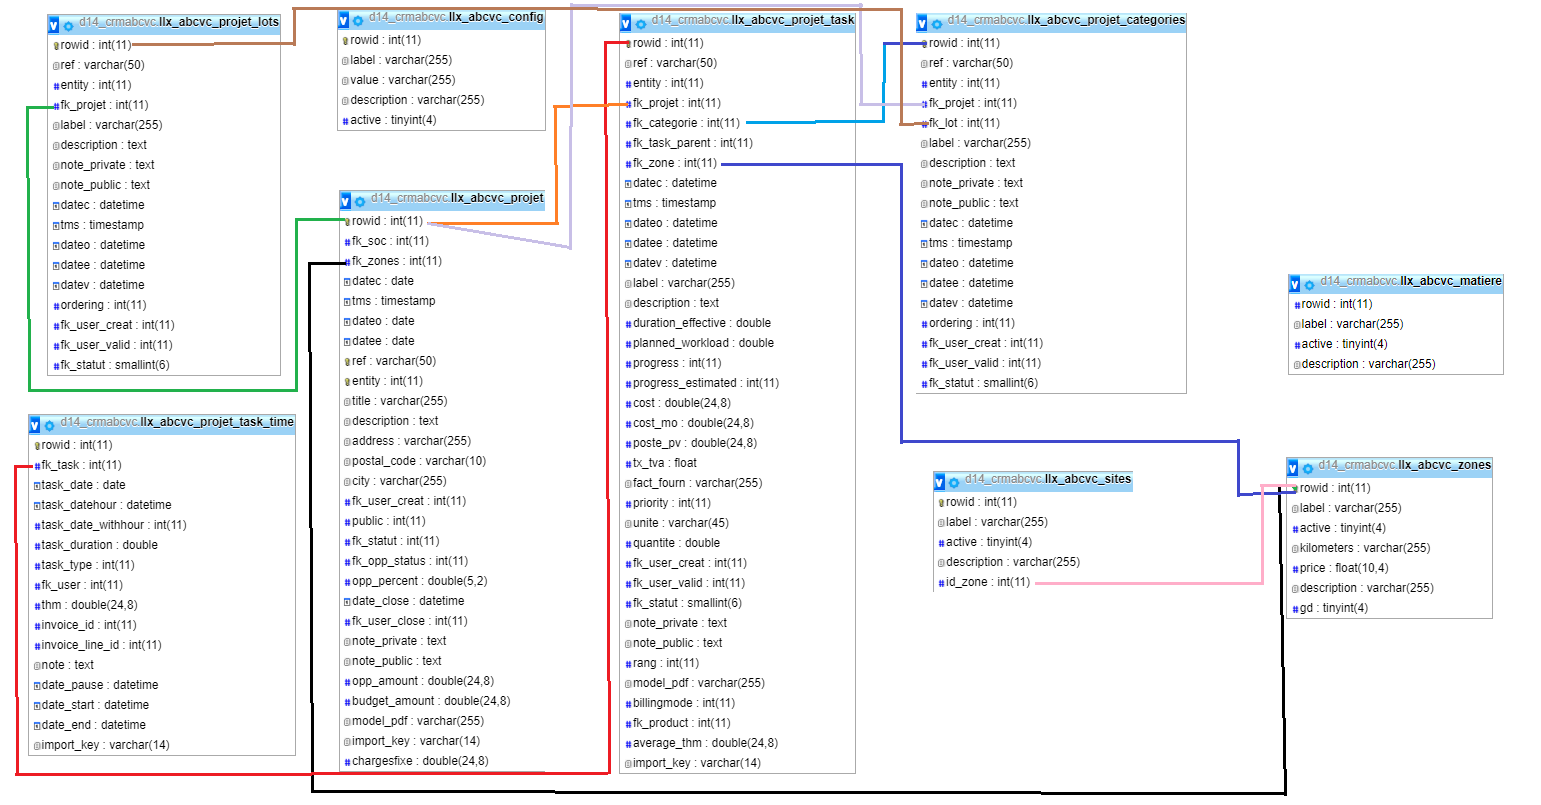 d14_crmabcvc.llx_abcvc_projet_lots
rowid : int(11)
ref : varchar(50)
entity : int(11)
fk_projet : int(11)
label : varchar(255)
description : text
note_private : text
note_public : text
datec : datetime
tms : timestamp
dateo : datetime
datee : datetime
datev : datetime
ordering : int(11)
fk_user_creat : int(11)
fk_user_valid : int(11)
fk_statut : smallint(6)
d14_crmabcvc.llx_abcvc_projet_task_time
rowid : int(11)
fk_task : int(11)
task_date : date
task_datehour : datetime
task_date_withhour : int(11)
task_duration : double
task_type : int(11)
fk_user : int(11)
thm : double(24,8)
invoice_id : int(11)
invoice_line_id : int(11)
note : text
date_pause : datetime
date_start : datetime
date_end : datetime
import_key : varchar(14)
d14_crmabcvc.llx_abcvc_config
rowid : int(11)
label : varchar(255)
value : varchar(255)
description : varchar(255)
active : tinyint(4)
d14_crmabcvc.llx_abcvc_projet
rowid : int(11)
fk_soc : int(11)
fk_zones : int(11)
datec : date
tms : timestamp
dateo : date
datee : date
ref : varchar(50)
entity : int(11)
title : varchar(255)
description : text
address : varchar(255)
postal_code : varchar(10)
city : varchar(255)
fk_user_creat : int(11)
public : int(11)
fk_statut : int(11)
fk_opp_status : int(11)
opp_percent : double(5,2)
date_close : datetime
fk_user_close : int(11)
note_private : text
note_public : text
opp_amount : double(24,8)
budget_amount : double(24,8)
model_pdf : varchar(255)
import_key : varchar(14)
chargesfixe : double(24,8)
d14_crmabcvc.llx_abcvc_projet_task
rowid : int(11)
ref : varchar(50)
entity : int(11)
fk_projet : int(11)
fk_categorie : int(11)
fk_task_parent : int(11)
fk_zone : int(11)
datec : datetime
tms : timestamp
dateo : datetime
datee : datetime
datev : datetime
label : varchar(255)
description : text
duration_effective : double
planned_workload : double
progress : int(11)
progress_estimated : int(11)
cost : double(24,8)
cost_mo : double(24,8)
poste_pv : double(24,8)
tx_tva : float
fact_fourn : varchar(255)
priority : int(11)
unite : varchar(45)
quantite : double
fk_user_creat : int(11)
fk_user_valid : int(11)
fk_statut : smallint(6)
note_private : text
note_public : text
rang : int(11)
model_pdf : varchar(255)
billingmode : int(11)
fk_product : int(11)
average_thm : double(24,8)
import_key : varchar(14)
d14_crmabcvc.llx_abcvc_projet_categories
rowid : int(11)
ref : varchar(50)
entity : int(11)
fk_projet : int(11)
fk_lot : int(11)
label : varchar(255)
description : text
note_private : text
note_public : text
datec : datetime
tms : timestamp
dateo : datetime
datee : datetime
datev : datetime
ordering : int(11)
fk_user_creat : int(11)
fk_user_valid : int(11)
fk_statut : smallint(6)
d14_crmabcvc.llx_abcvc_sites
rowid : int(11)
label : varchar(255)
active : tinyint(4)
description : varchar(255)
id_zone : int(11)
d14_crmabcvc.llx_abcvc_matiere
rowid : int(11)
label : varchar(255)
active : tinyint(4)
description : varchar(255)
d14_crmabcvc.llx_abcvc_zones
rowid : int(11)
label : varchar(255)
active : tinyint(4)
kilometers : varchar(255)
price : float(10,4)
description : varchar(255)
gd : tinyint(4)